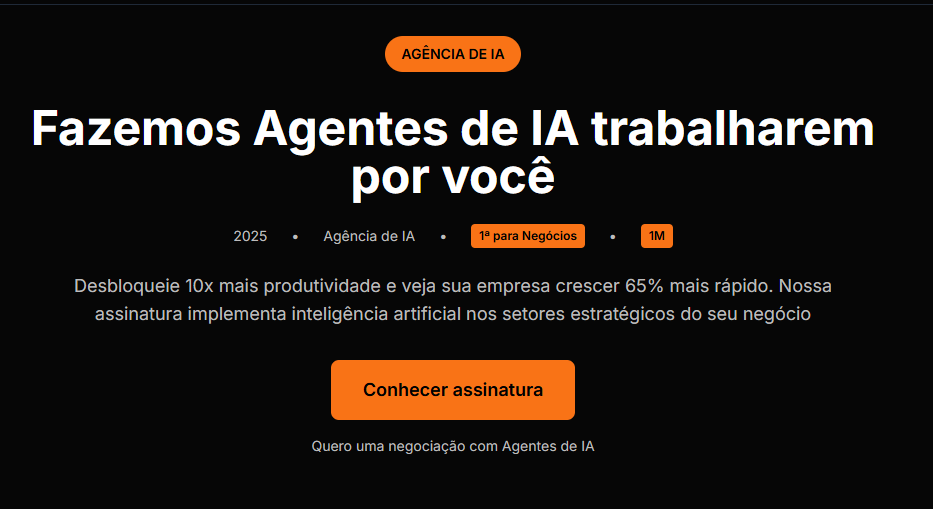 AGÊNCIA DE IA
Fazemos Agentes de IA trabalharem
por você
2025 • Agência de IA • 1ª para Negócios • 1M
Desbloqueie 10x mais produtividade e veja sua empresa crescer 65% mais rápido. Nossa
assinatura implementa inteligência artificial nos setores estratégicos do seu negócio
Conhecer assinatura
Quero uma negociação com Agentes de IA